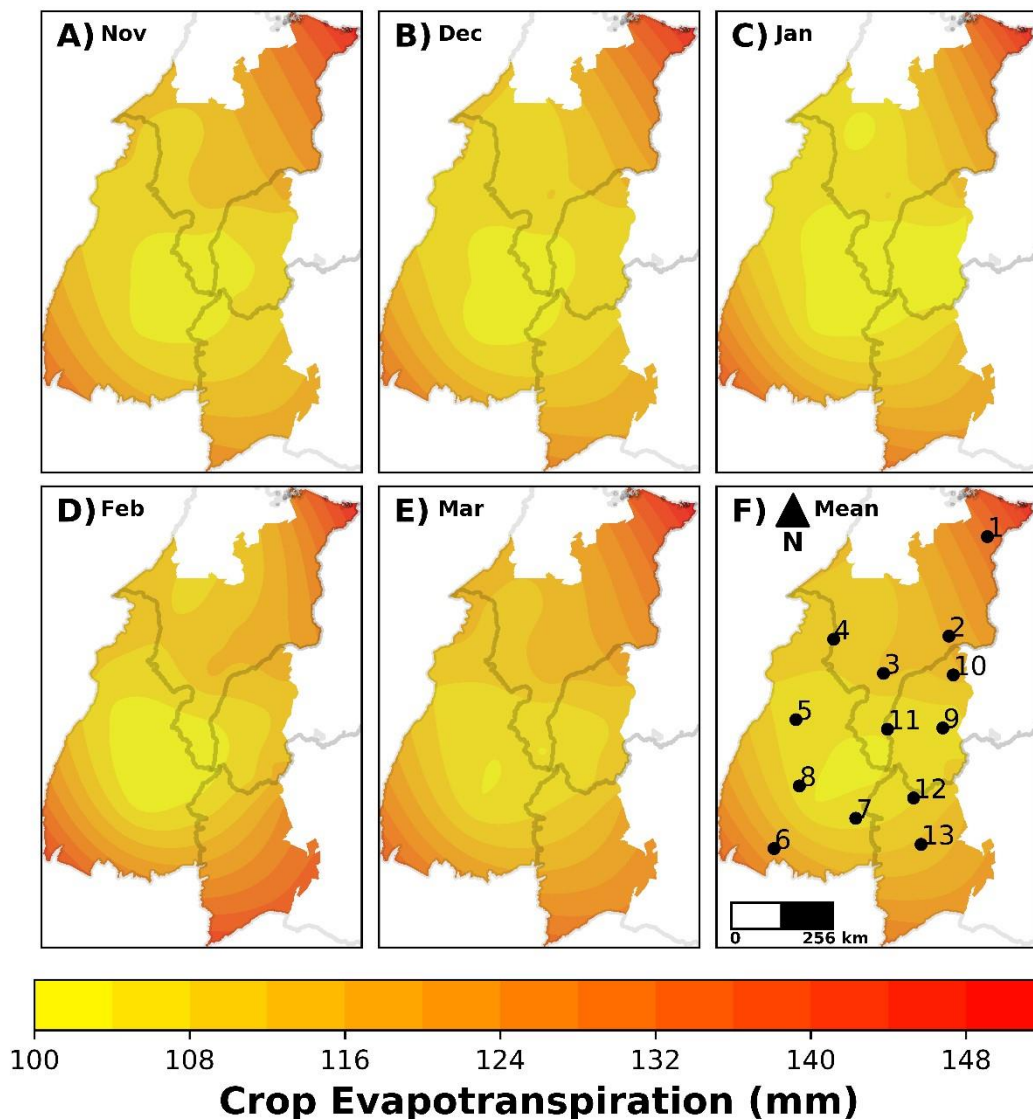 A) Nov
B) Dec
C) Jan
D) Feb
E) Mar
F) Mean
N
1
2
4
3
10
5
11
9
8
12
7
13
6
0 256 km
100 108 116 124 132 140 148
Crop Evapotranspiration (mm)